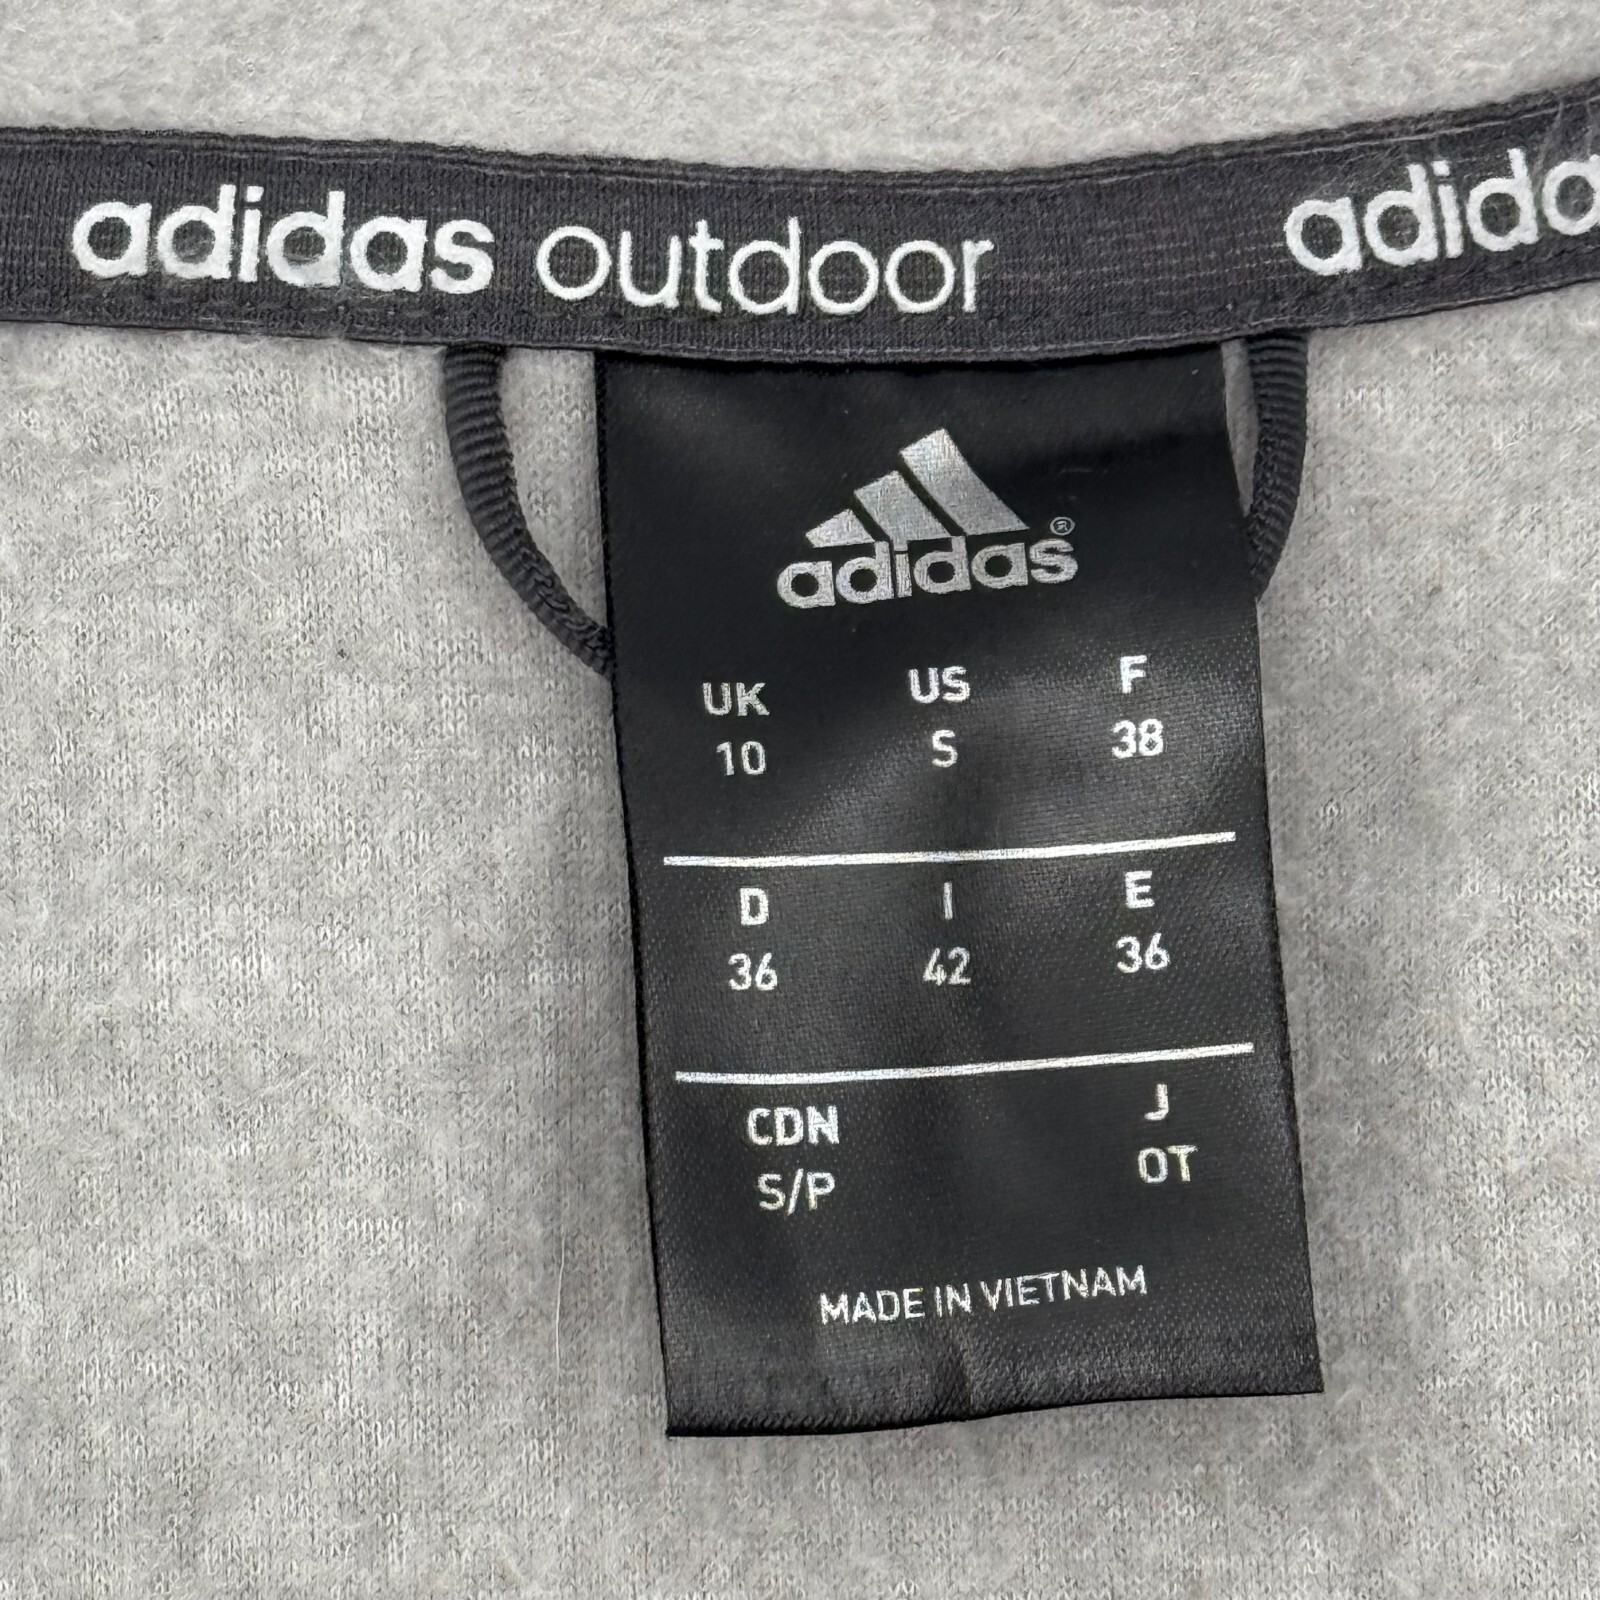 adidas outdoor adida
adidas®
UK US F
10 S 38
D I E
36 42 36
CDN J
S/P OT
MADE IN VIETNAM